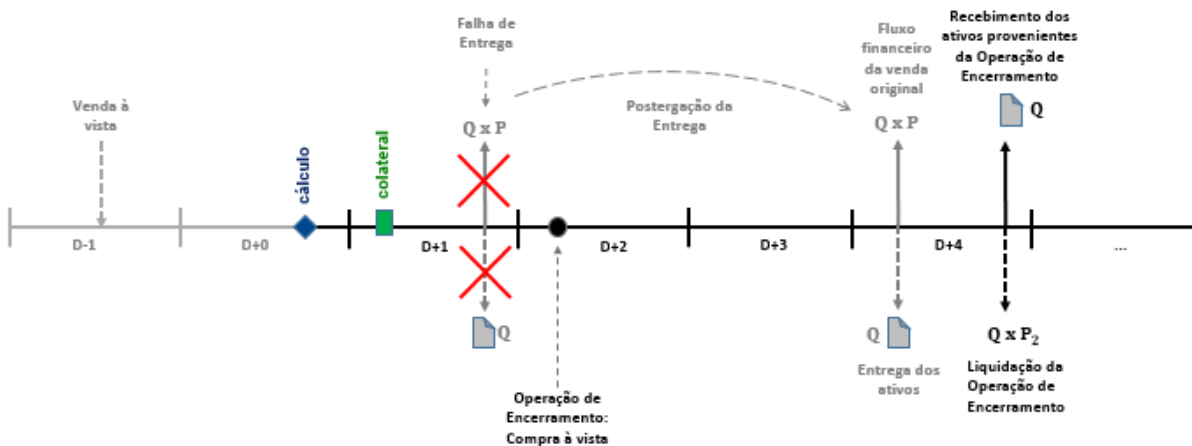 Falha de
Entrega
Fluxo
financeiro
da venda
original
Recebimento dos
ativos provenientes
da Operação de
Encerramento
Venda à
vista
Postergação da
Entrega
Q
Q x P
Q x P
cálculo
colateral
D-1
D+0
D+1
D+2
D+3
D+4
...
Q
Q
Q x P₂
Entrega dos
ativos
Liquidação da
Operação de
Encerramento
Operação de
Encerramento:
Compra à vista